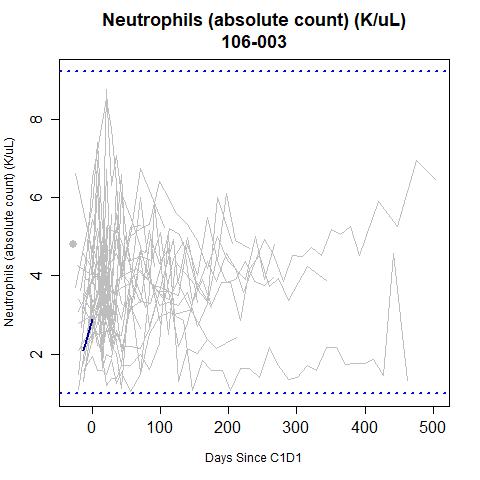 Neutrophils (absolute count) (K/uL)
106-003
Neutrophils (absolute count) (K/uL)
8
6
4
2
0 100 200 300 400 500
Days Since C1D1